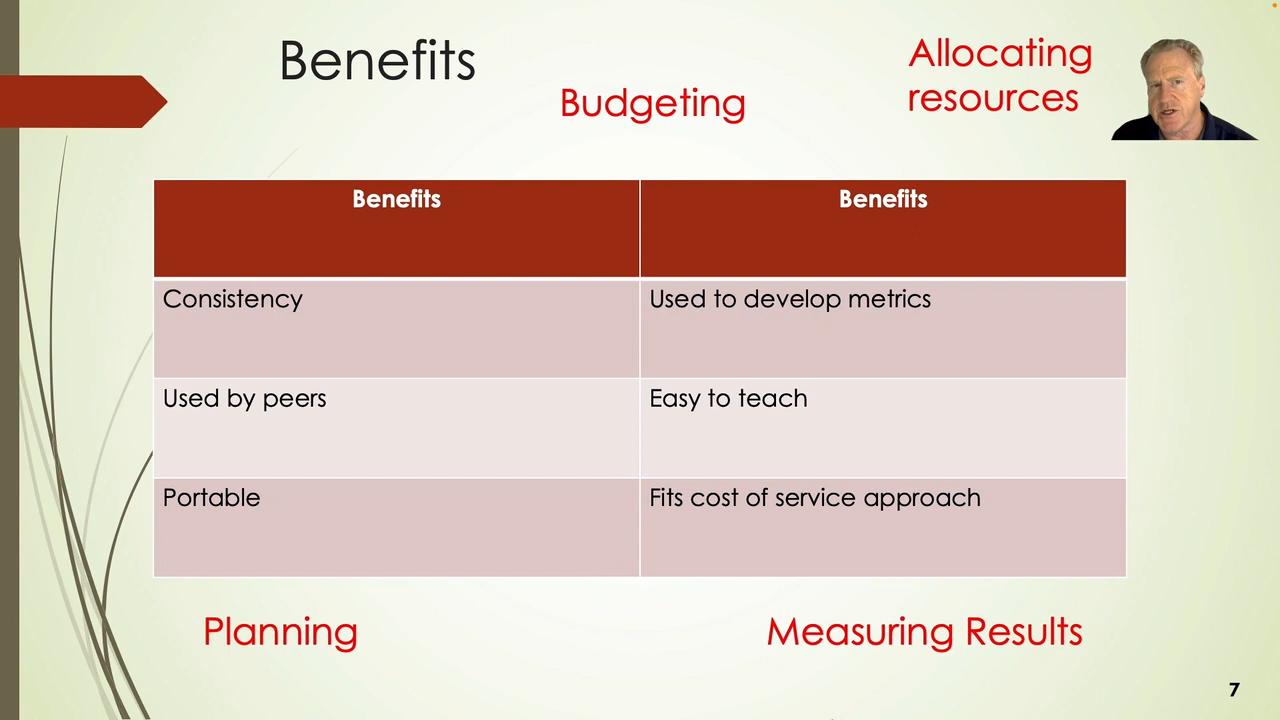 Benefits
Budgeting
Allocating
resources
Benefits
Benefits
Consistency
Used to develop metrics
Used by peers
Easy to teach
Portable
Fits cost of service approach
Planning
Measuring Results
7